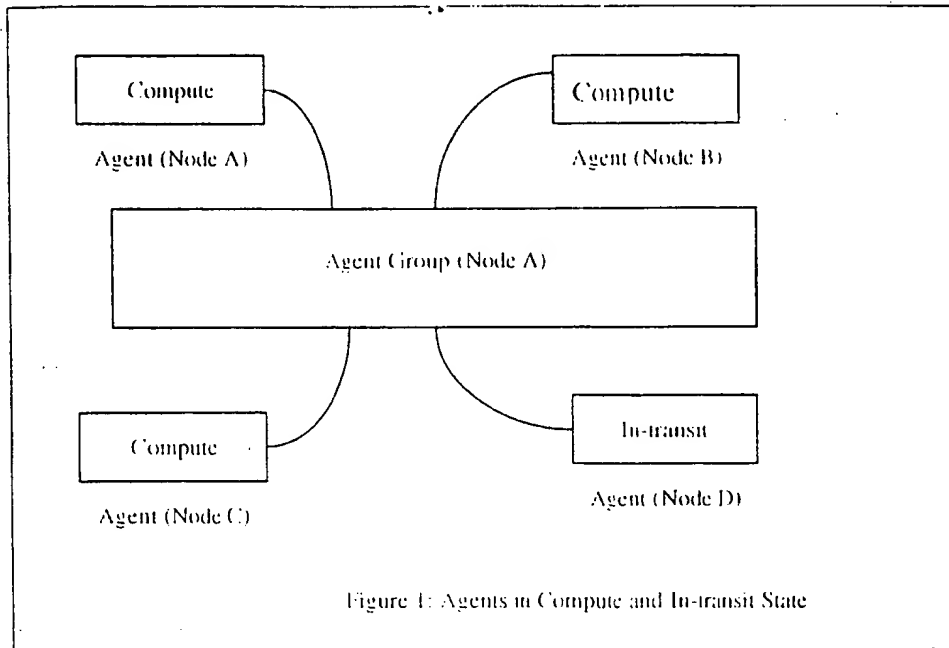 Compute
Compute
Agent (Node A)
Agent (Node B)
Agent Group (Node A)
Compute
In-transit
Agent (Node C)
Agent (Node D)
Figure 1: Agents in Compute and In-transit State